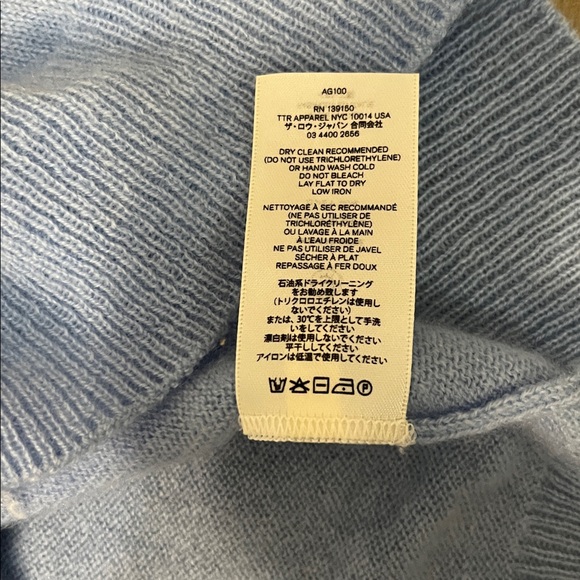 AG100
RN 139150
TTR APPAREL NYC 10014 USA
ザ・ロウ・ジャパン 合同会社
03 4400 2656
DRY CLEAN RECOMMENDED
(DO NOT USE TRICHLORETHYLENE)
OR HAND WASH COLD
DO NOT BLEACH
LAY FLAT TO DRY
LOW IRON
NETTOYAGE À SEC RECOMMANDÉ
(NE PAS UTILISER DE
TRICHLORÉTHYLÈNE)
OU LAVAGE À LA MAIN
À L'EAU FROIDE
NE PAS UTILISER DE JAVEL
SÉCHER À PLAT
REPASSAGE À FER DOUX
石油系ドライクリーニング
をお勧め致します
(トリクロロエチレンは使用し
ないでください)
または、30℃を上限として手洗
いをしてください
漂白剤は使用しないでください
平干ししてください
アイロンは低温で使用してください
P